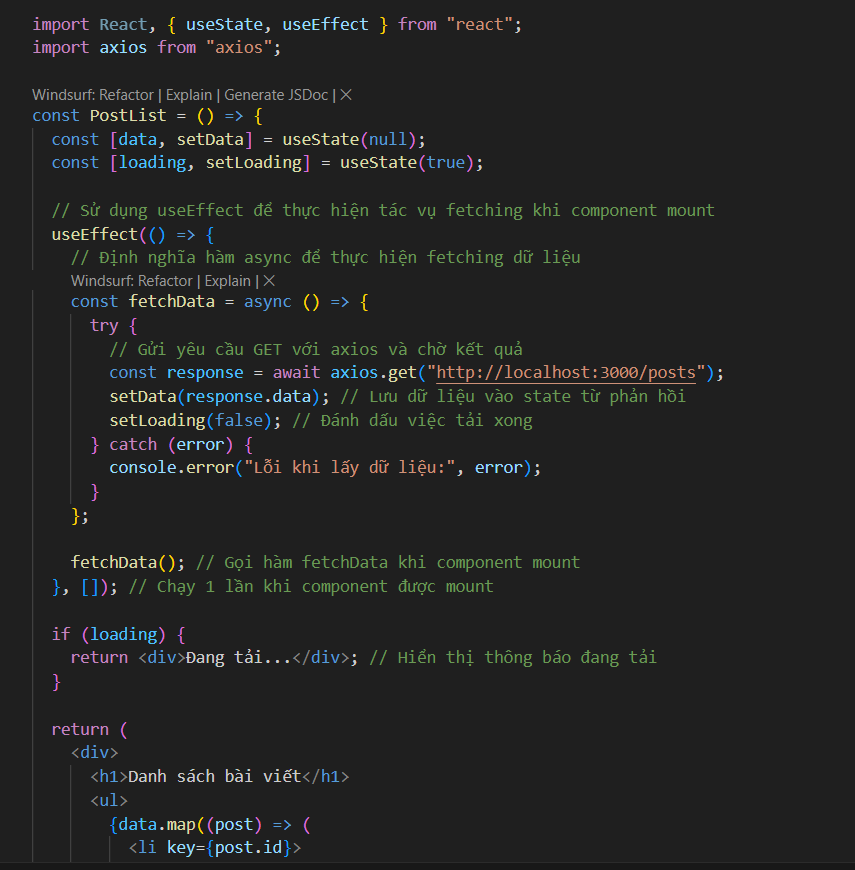 import React, { useState, useEffect } from "react";
import axios from "axios";
Windsurf: Refactor | Explain | Generate JSDoc | ✕
const PostList = () => {
const [data, setData] = useState(null);
const [loading, setLoading] = useState(true);
// Sử dụng useEffect để thực hiện tác vụ fetching khi component mount
useEffect(() => {
// Định nghĩa hàm async để thực hiện fetching dữ liệu
Windsurf: Refactor | Explain | ✕
const fetchData = async () => {
try {
// Gửi yêu cầu GET với axios và chờ kết quả
const response = await axios.get("http://localhost:3000/posts");
setData(response.data); // Lưu dữ liệu vào state từ phản hồi
setLoading(false); // Đánh dấu việc tải xong
} catch (error) {
console.error("Lỗi khi lấy dữ liệu:", error);
}
};
fetchData(); // Gọi hàm fetchData khi component mount
}, []); // Chạy 1 lần khi component được mount
if (loading) {
return <div>Đang tải...</div>; // Hiển thị thông báo đang tải
}
return (
<div>
<h1>Danh sách bài viết</h1>
<ul>
{data.map((post) => (
<li key={post.id}>